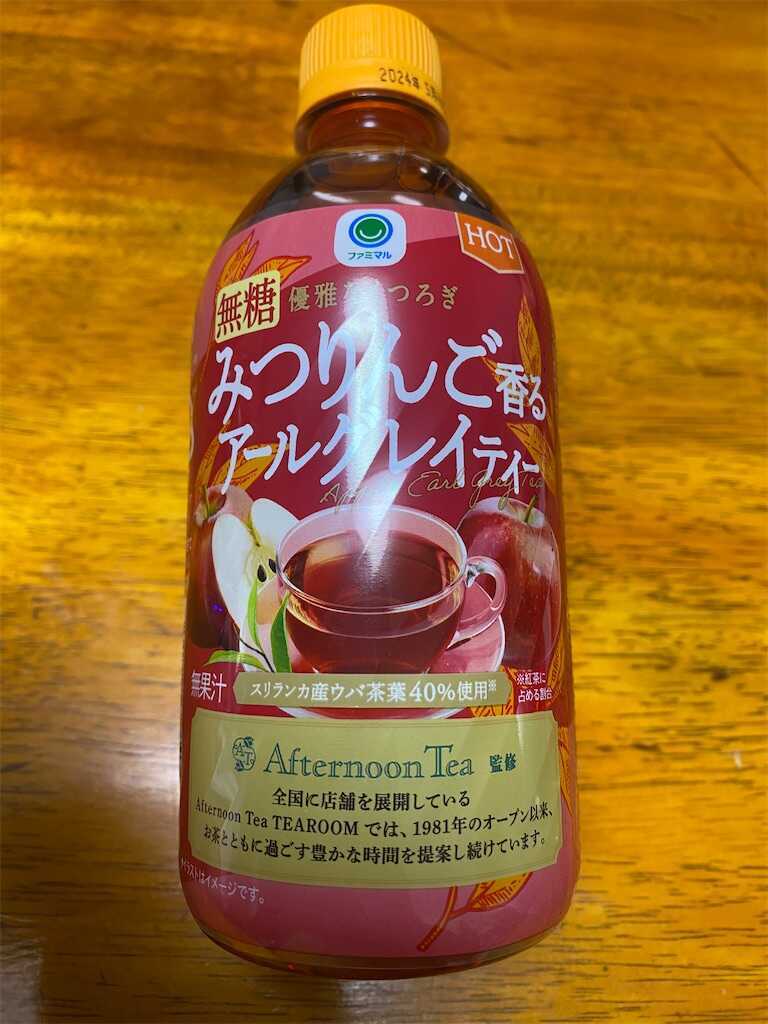 2024年 5
ファミマル
HOT
無糖
優雅 つろぎ
みつりんご香る
アールグレイティー
Earl Grey Tea
無果汁
スリランカ産ウバ茶葉40%使用※
※紅茶に
占める割合
AT
Afternoon Tea 監修
全国に店舗を展開している
Afternoon Tea TEAROOM では、1981年のオープン以来、
お茶とともに過ごす豊かな時間を提案し続けています。
イラストはイメージです。